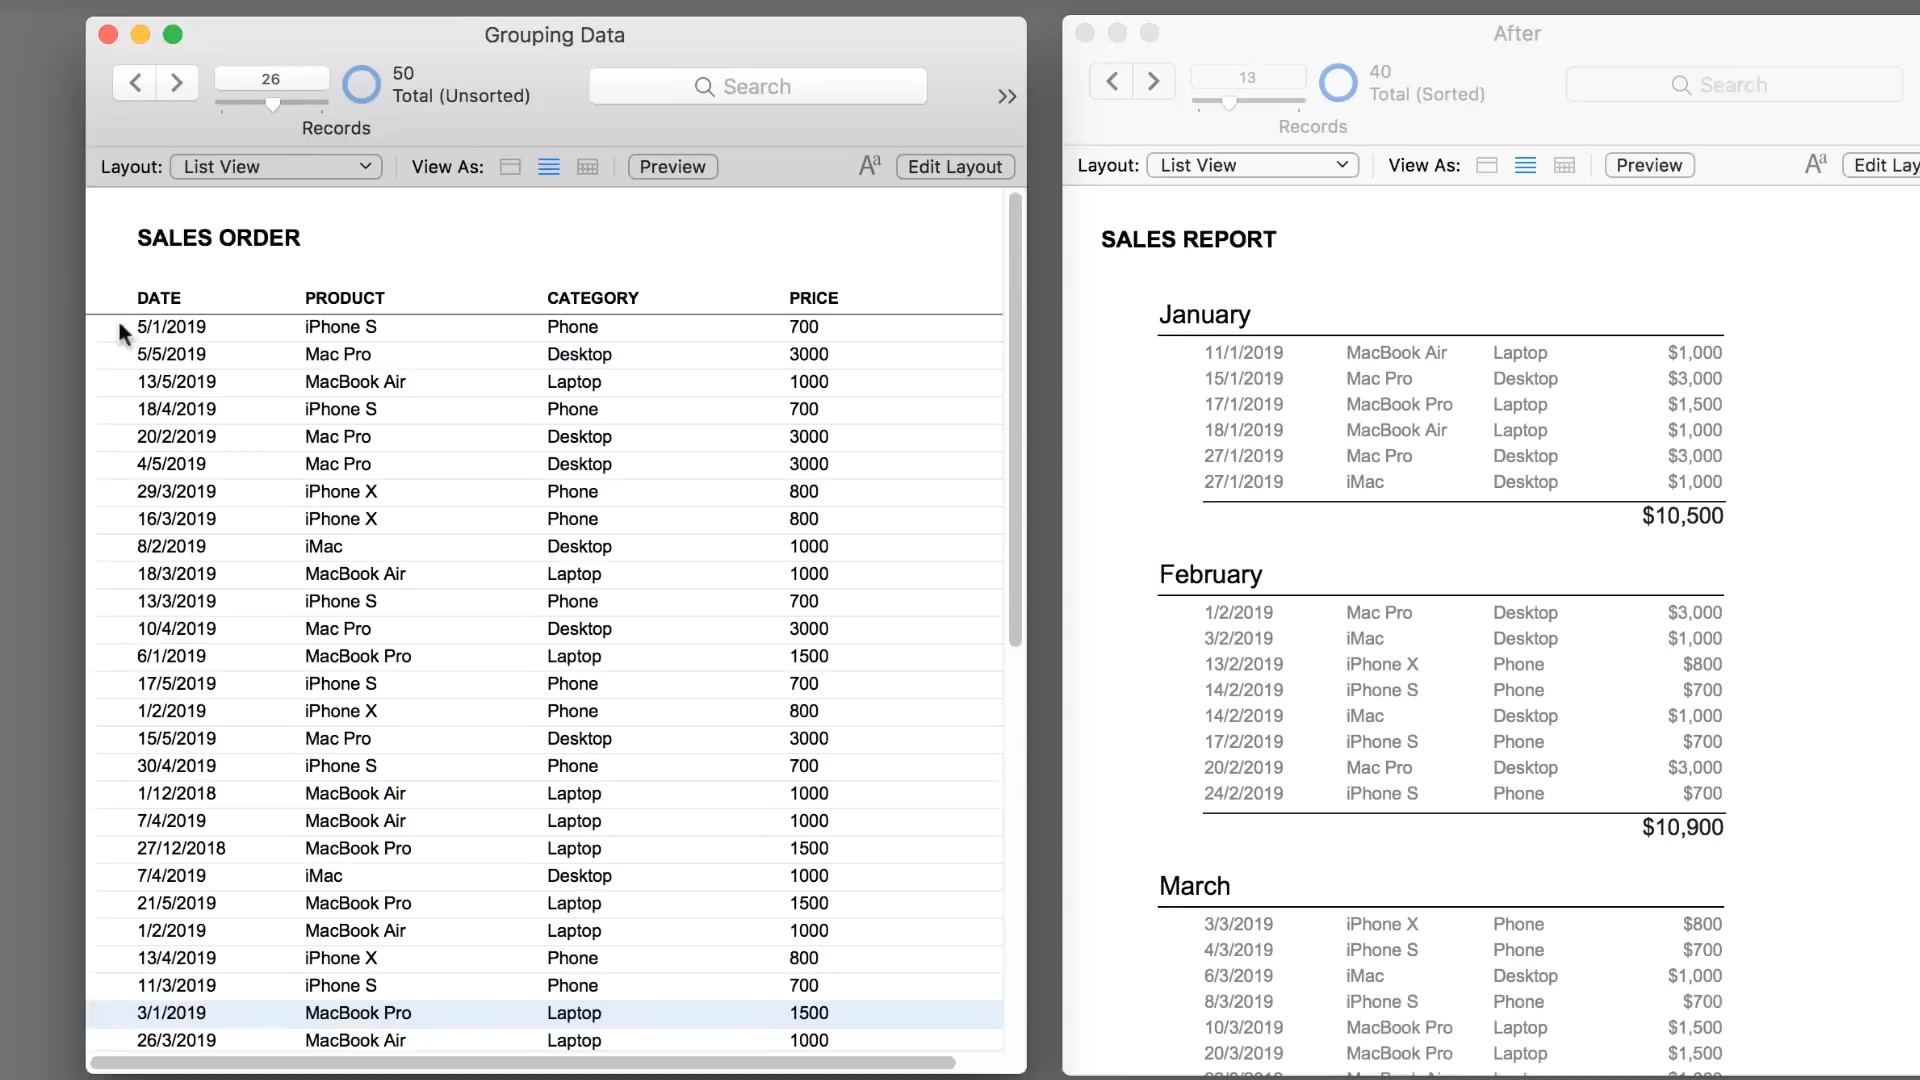 Grouping Data
26
50
Total (Unsorted)
Search
Records
Layout: List View View As: Preview Aa Edit Layout
SALES ORDER
DATE PRODUCT CATEGORY PRICE
5/1/2019 iPhone S Phone 700
5/5/2019 Mac Pro Desktop 3000
13/5/2019 MacBook Air Laptop 1000
18/4/2019 iPhone S Phone 700
20/2/2019 Mac Pro Desktop 3000
4/5/2019 Mac Pro Desktop 3000
29/3/2019 iPhone X Phone 800
16/3/2019 iPhone X Phone 800
8/2/2019 iMac Desktop 1000
18/3/2019 MacBook Air Laptop 1000
13/3/2019 iPhone S Phone 700
10/4/2019 Mac Pro Desktop 3000
6/1/2019 MacBook Pro Laptop 1500
17/5/2019 iPhone S Phone 700
1/2/2019 iPhone X Phone 800
15/5/2019 Mac Pro Desktop 3000
30/4/2019 iPhone S Phone 700
1/12/2018 MacBook Air Laptop 1000
7/4/2019 MacBook Air Laptop 1000
27/12/2018 MacBook Pro Laptop 1500
7/4/2019 iMac Desktop 1000
21/5/2019 MacBook Pro Laptop 1500
1/2/2019 MacBook Air Laptop 1000
13/4/2019 iPhone X Phone 800
11/3/2019 iPhone S Phone 700
3/1/2019 MacBook Pro Laptop 1500
26/3/2019 MacBook Air Laptop 1000
After
13
40
Total (Sorted)
Search
Records
Layout: List View View As: Preview Aa Edit Lay
SALES REPORT
January
11/1/2019 MacBook Air Laptop $1,000
15/1/2019 Mac Pro Desktop $3,000
17/1/2019 MacBook Pro Laptop $1,500
18/1/2019 MacBook Air Laptop $1,000
27/1/2019 Mac Pro Desktop $3,000
27/1/2019 iMac Desktop $1,000
$10,500
February
1/2/2019 Mac Pro Desktop $3,000
3/2/2019 iMac Desktop $1,000
13/2/2019 iPhone X Phone $800
14/2/2019 iPhone S Phone $700
14/2/2019 iMac Desktop $1,000
17/2/2019 iPhone S Phone $700
20/2/2019 Mac Pro Desktop $3,000
24/2/2019 iPhone S Phone $700
$10,900
March
3/3/2019 iPhone X Phone $800
4/3/2019 iPhone S Phone $700
6/3/2019 iMac Desktop $1,000
8/3/2019 iPhone S Phone $700
10/3/2019 MacBook Pro Laptop $1,500
20/3/2019 MacBook Pro Laptop $1,500